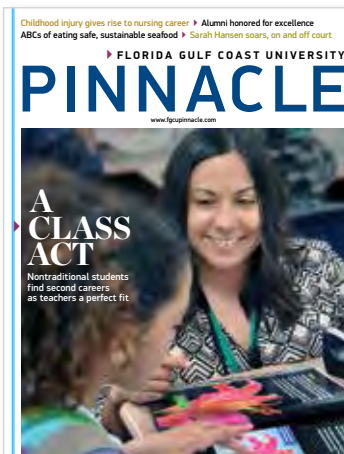 Childhood injury gives rise to nursing career ▶ Alumni honored for excellence
ABCs of eating safe, sustainable seafood ▶ Sarah Hansen soars, on and off court
▶ FLORIDA GULF COAST UNIVERSITY
PINNACLE
www.fgcupinnacle.com
A
CLASS
ACT
Nontraditional students
find second careers
as teachers a perfect fit